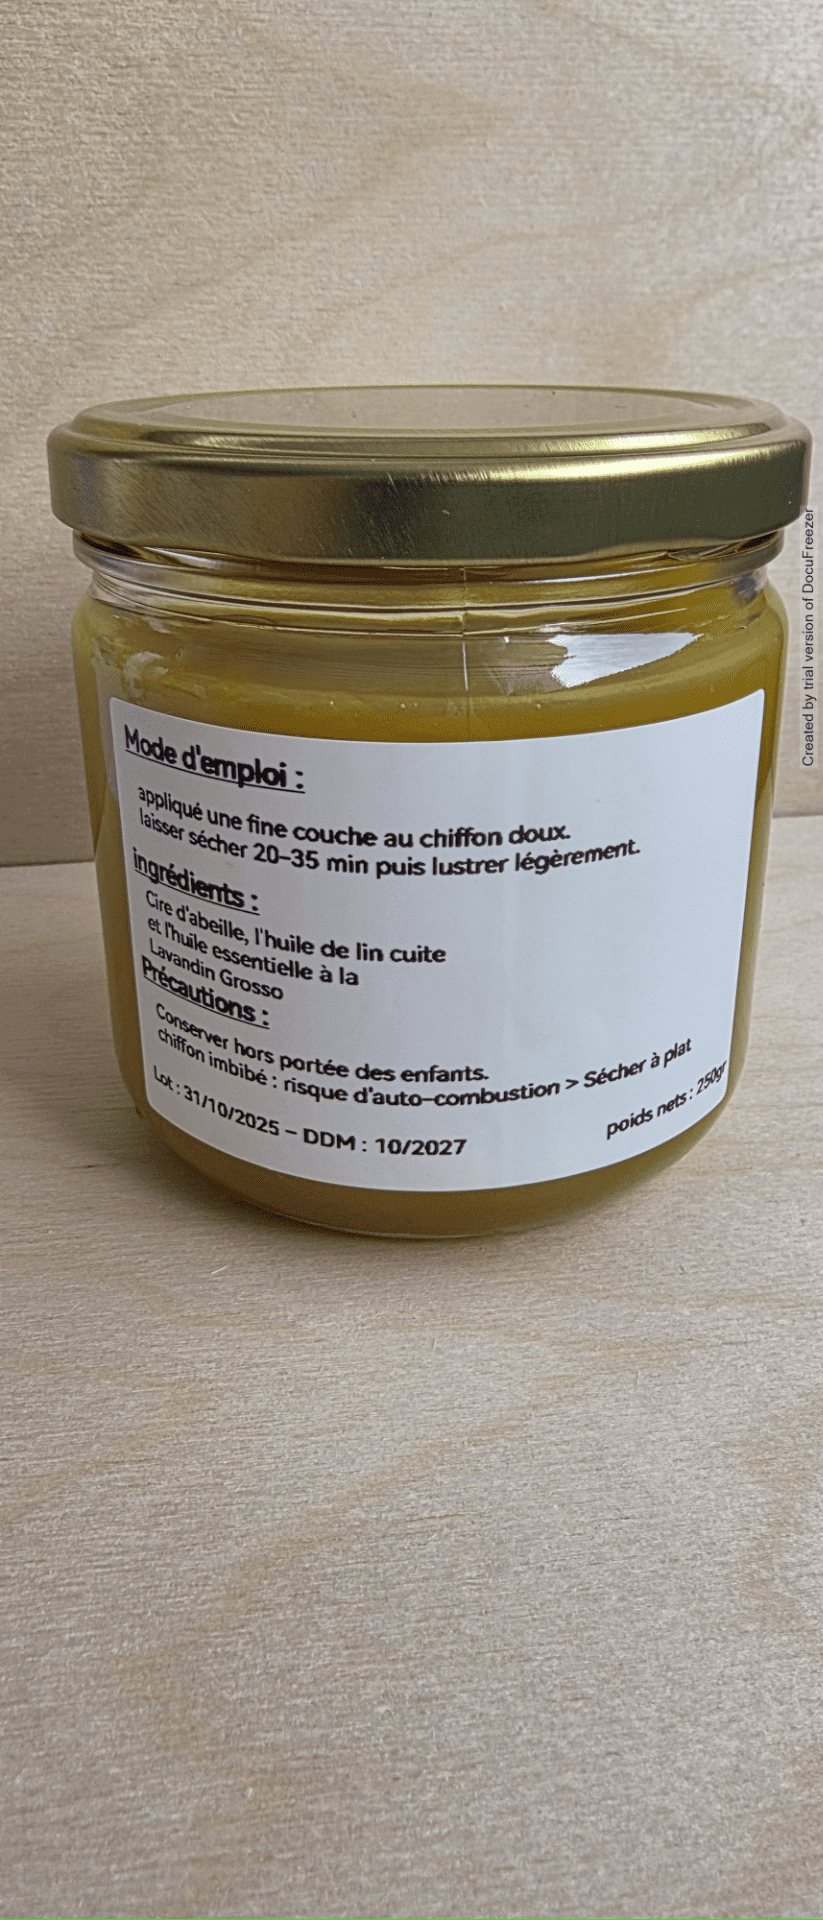 Mode d'emploi :
appliqué une fine couche au chiffon doux.
laisser sécher 20-35 min puis lustrer légèrement.
ingrédients :
Cire d'abeille, l'huile de lin cuite
et l'huile essentielle à la
Lavandin Grosso
Précautions :
Conserver hors portée des enfants.
chiffon imbibé : risque d'auto-combustion > Sécher à plat
Lot : 31/10/2025 - DDM : 10/2027
poids nets : 250gr
Created by trial version of DocuFreezer